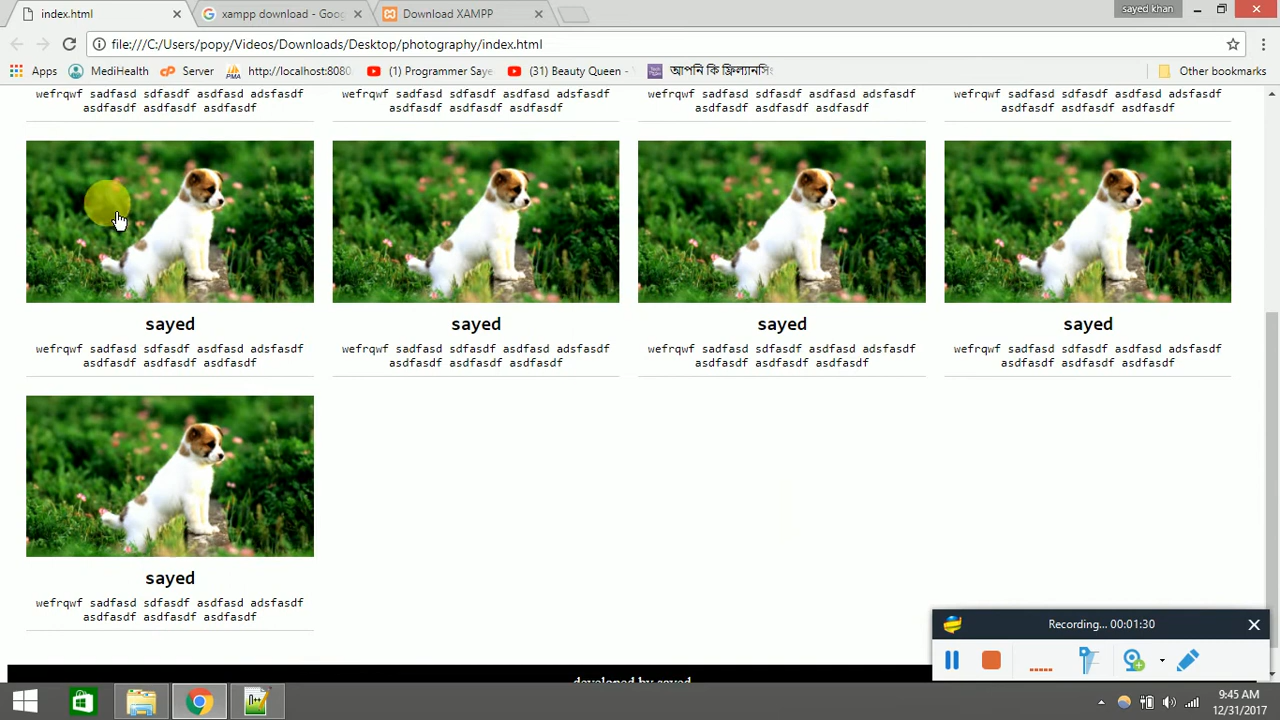 index.html
xampp download - Goog
Download XAMPP
sayed khan
file:///C:/Users/popy/Videos/Downloads/Desktop/photography/index.html
Apps
MediHealth
Server
http://localhost:8080
(1) Programmer Saye
(31) Beauty Queen -
আপনি কি ফ্রিল্যানসিং
Other bookmarks
wefrqwf sadfasd sdfasdf asdfasd adsfasdf
asdfasdf asdfasdf asdfasdf
wefrqwf sadfasd sdfasdf asdfasd adsfasdf
asdfasdf asdfasdf asdfasdf
wefrqwf sadfasd sdfasdf asdfasd adsfasdf
asdfasdf asdfasdf asdfasdf
wefrqwf sadfasd sdfasdf asdfasd adsfasdf
asdfasdf asdfasdf asdfasdf
sayed
wefrqwf sadfasd sdfasdf asdfasd adsfasdf
asdfasdf asdfasdf asdfasdf
sayed
wefrqwf sadfasd sdfasdf asdfasd adsfasdf
asdfasdf asdfasdf asdfasdf
sayed
wefrqwf sadfasd sdfasdf asdfasd adsfasdf
asdfasdf asdfasdf asdfasdf
sayed
wefrqwf sadfasd sdfasdf asdfasd adsfasdf
asdfasdf asdfasdf asdfasdf
sayed
wefrqwf sadfasd sdfasdf asdfasd adsfasdf
asdfasdf asdfasdf asdfasdf
developed by sayed
Recording... 00:01:30
9:45 AM
12/31/2017